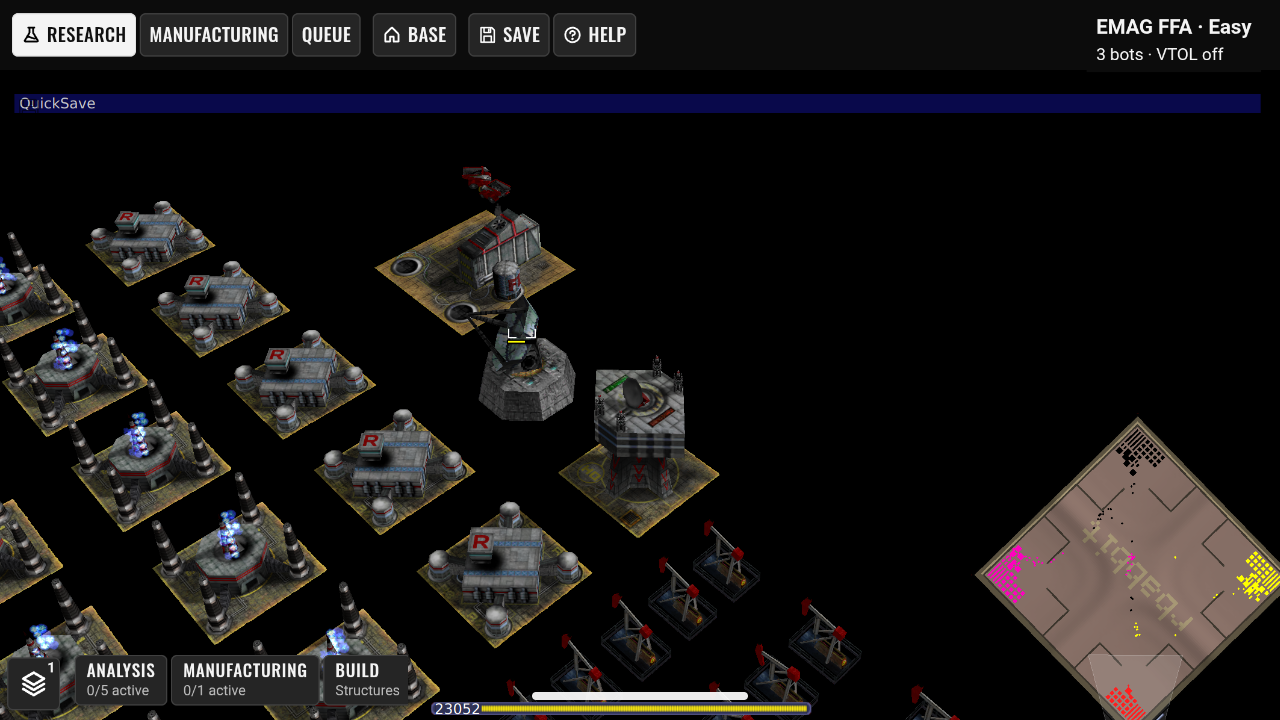 RESEARCH
MANUFACTURING
QUEUE
BASE
SAVE
HELP
EMAG FFA · Easy
3 bots · VTOL off
QuickSave
R
R
R
R
R
1
ANALYSIS
0/5 active
MANUFACTURING
0/1 active
BUILD
Structures
23052